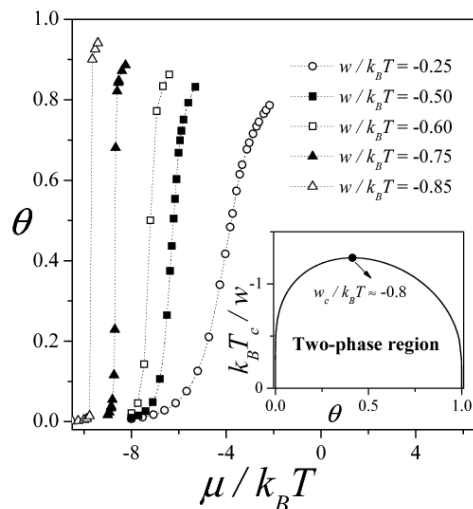 1.0
0.8
0.6
0.4
0.2
0.0
θ
w / k_B T = -0.25
w / k_B T = -0.50
w / k_B T = -0.60
w / k_B T = -0.75
w / k_B T = -0.85
k_B T_c / w
-1
0
w_c / k_B T ≈ -0.8
Two-phase region
0.0 0.5 1.0
θ
-8 -4 0 4
μ / k_B T